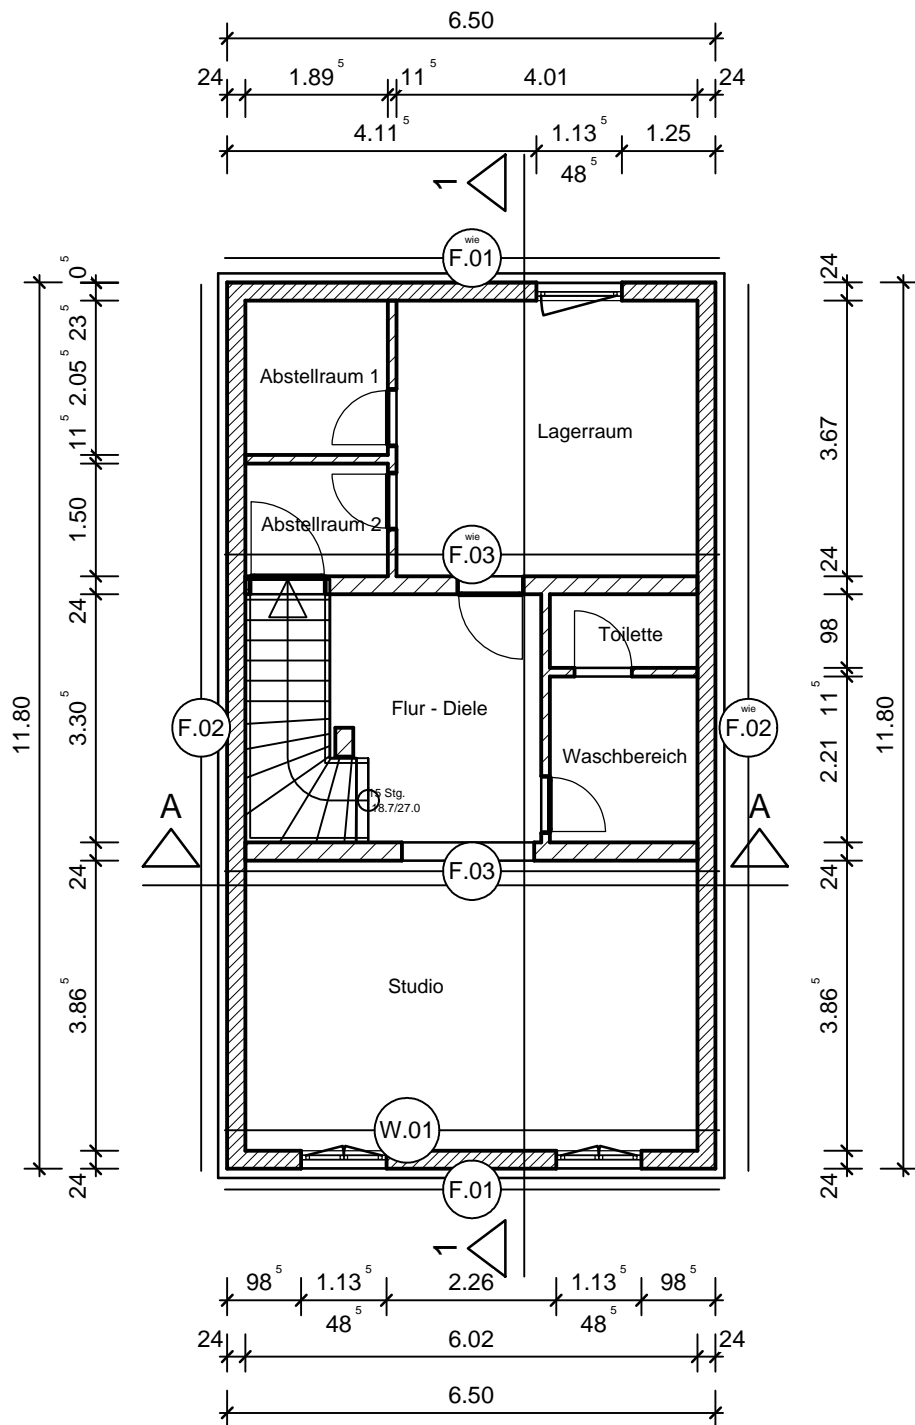 6.50
24 1.89⁵ 11⁵ 4.01 24
4.11⁵ 1.13⁵ 1.25
48⁵
1
wie
F.01
0⁵
23⁵
2.05⁵
11⁵
1.50
24
3.30⁵
24
3.86⁵
24
11.80
24
3.67
24
98
11⁵
2.21
24
3.86⁵
24
11.80
Abstellraum 1
Lagerraum
Abstellraum 2
wie
F.03
Toilette
Flur - Diele
F.02
wie
F.02
Waschbereich
15 Stg.
18.7/27.0
A
A
F.03
Studio
W.01
F.01
1
98⁵ 1.13⁵ 2.26 1.13⁵ 98⁵
48⁵ 48⁵
24 6.02 24
6.50